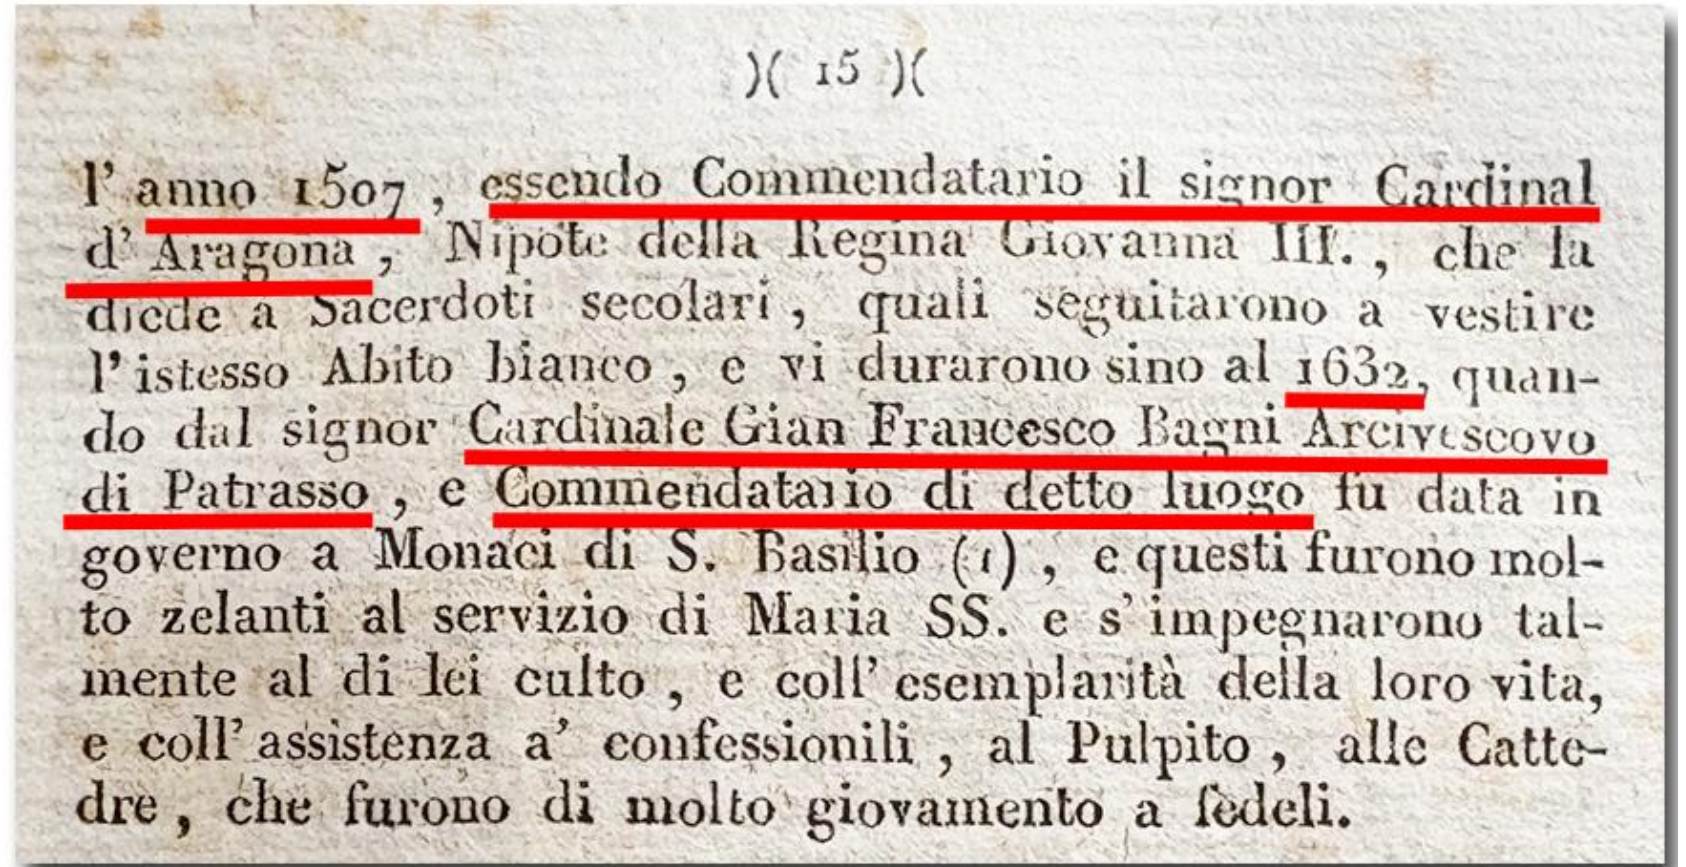 )( 15 )(
l' anno 1507 , essendo Commendatario il signor Cardinal
d' Aragona , Nipote della Regina Giovanna III. , che la
diede a Sacerdoti secolari , quali seguitarono a vestire
l' istesso Abito bianco , e vi durarono sino al 1632, quan-
do dal signor Cardinale Gian Francesco Bagni Arcivescovo
di Patrasso , e Commendatario di detto luogo fu data in
governo a Monaci di S. Basilio (1) , e questi furono mol-
to zelanti al servizio di Maria SS. e s' impegnarono tal-
mente al di lei culto , e coll' esemplarità della loro vita,
e coll' assistenza a' confessionili , al Pulpito , alle Catte-
dre , che furono di molto giovamento a fedeli.